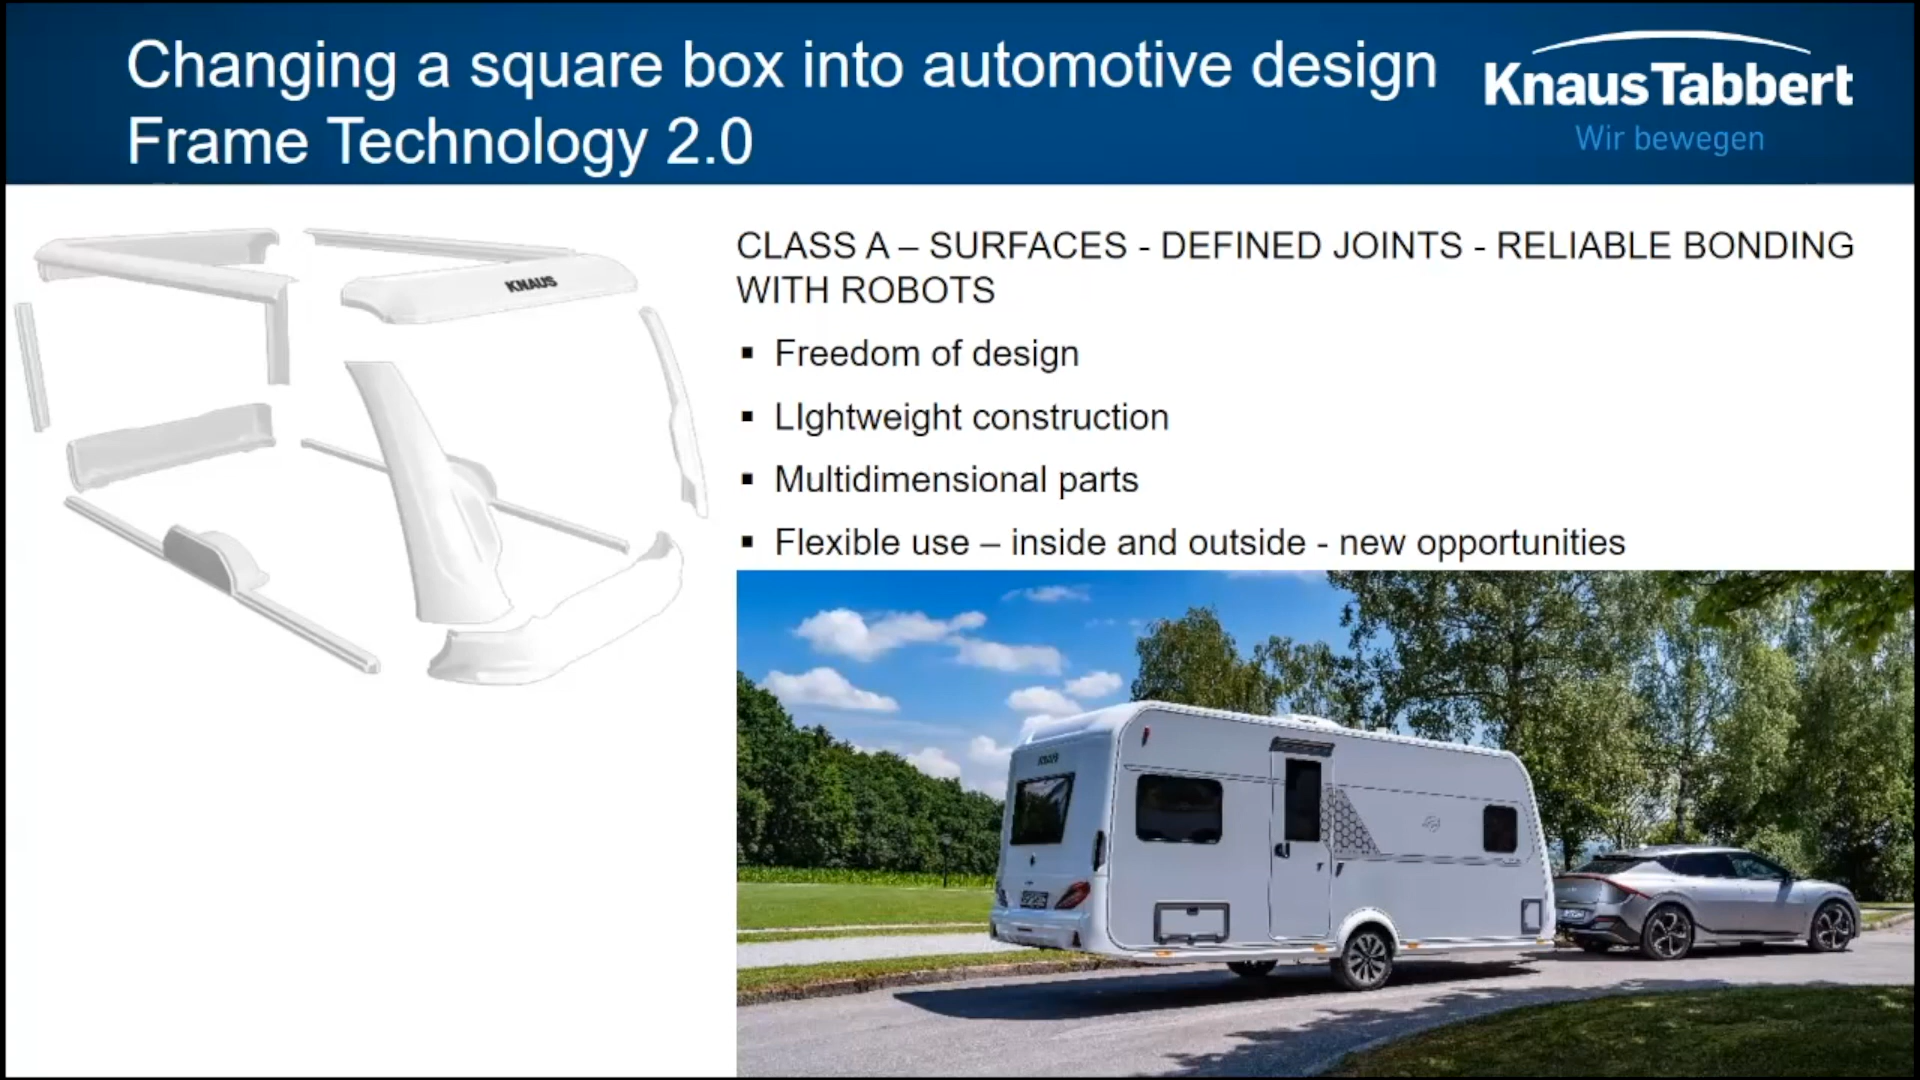 Changing a square box into automotive design
Frame Technology 2.0
KnausTabbert
Wir bewegen
KNAUS
CLASS A – SURFACES - DEFINED JOINTS - RELIABLE BONDING
WITH ROBOTS
▪ Freedom of design
▪ LIghtweight construction
▪ Multidimensional parts
▪ Flexible use – inside and outside - new opportunities
KNAUS